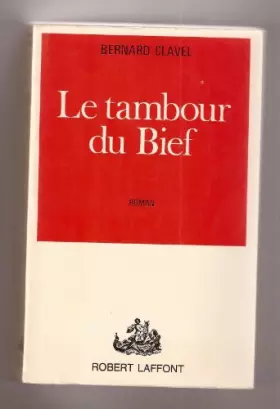 BERNARD CLAVEL
Le tambour
du Bief
ROMAN
ROBERT LAFFONT